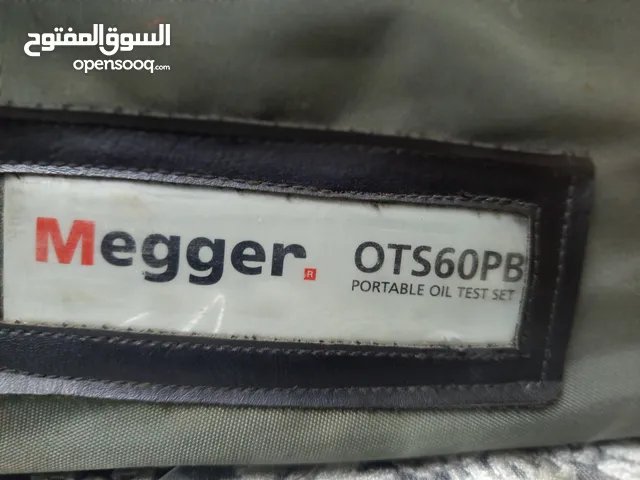 السوق المفتوح
opensooq.com
Megger.
OTS60PB
PORTABLE OIL TEST SET